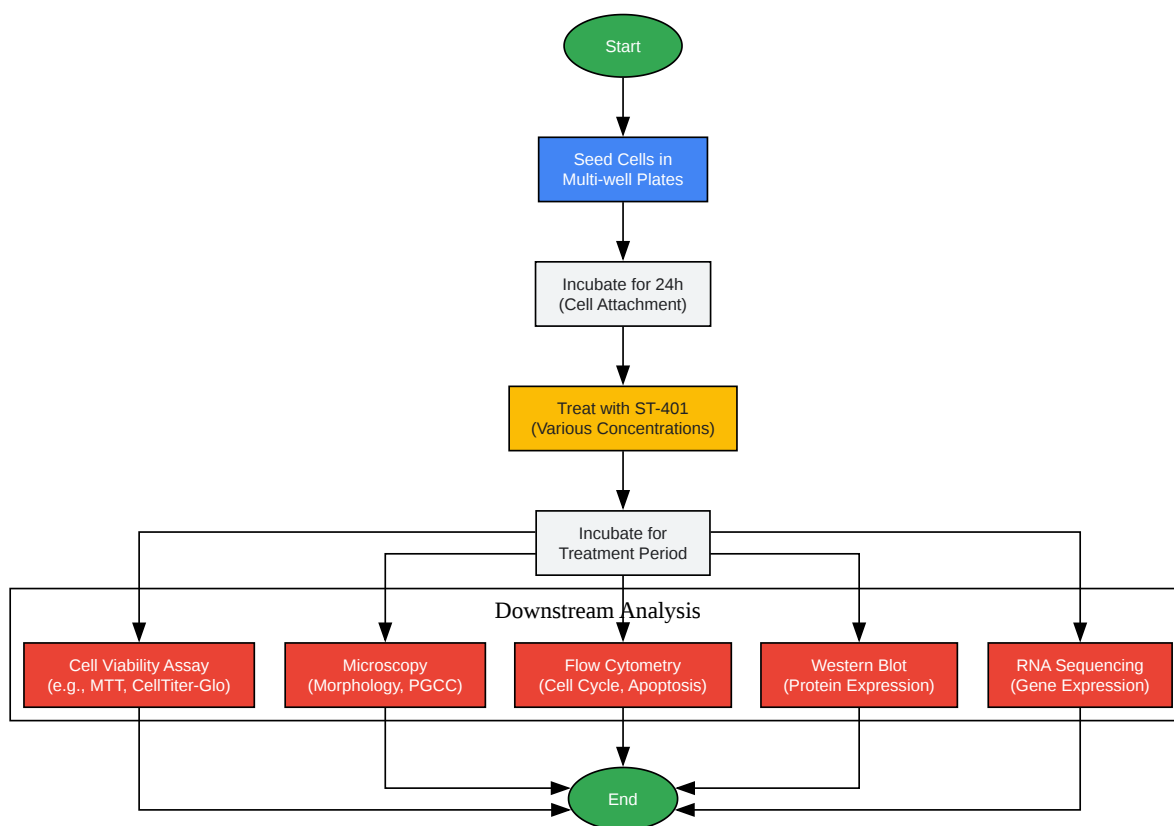 Start
Seed Cells in
Multi-well Plates
Incubate for 24h
(Cell Attachment)
Treat with ST-401
(Various Concentrations)
Incubate for
Treatment Period
Downstream Analysis
Cell Viability Assay
(e.g., MTT, CellTiter-Glo)
Microscopy
(Morphology, PGCC)
Flow Cytometry
(Cell Cycle, Apoptosis)
Western Blot
(Protein Expression)
RNA Sequencing
(Gene Expression)
End